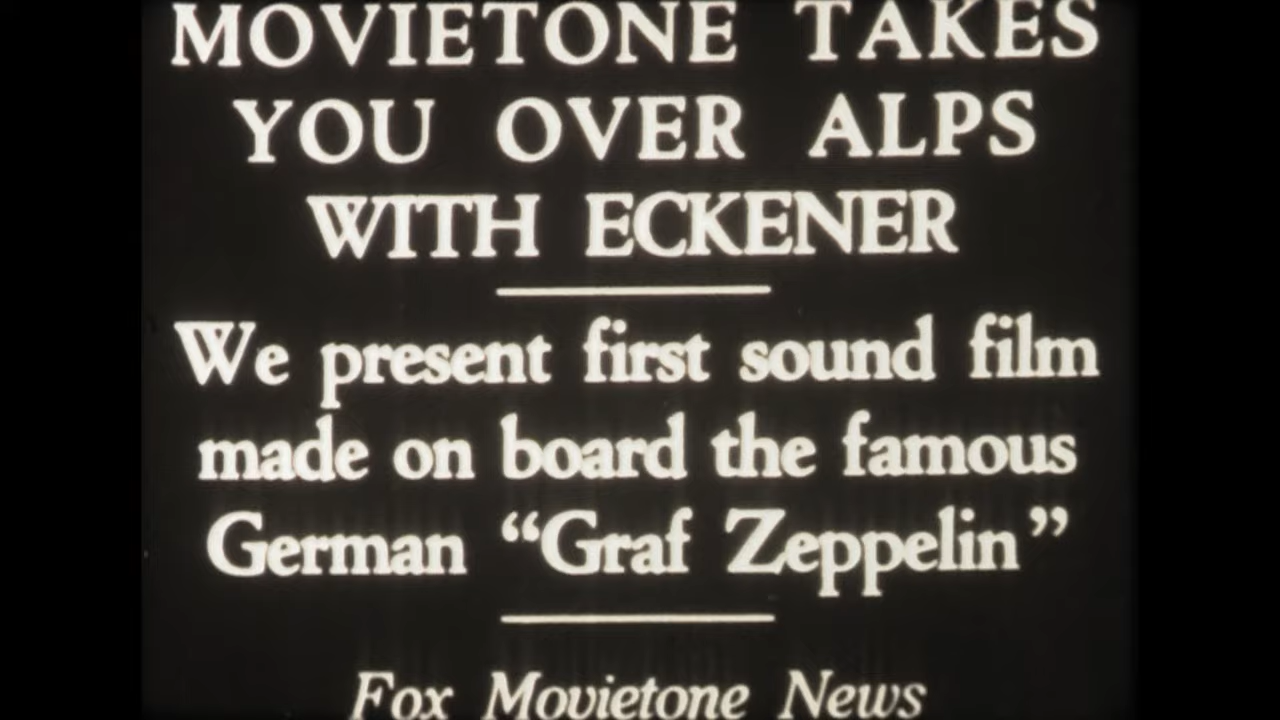 MOVIETONE TAKES
YOU OVER ALPS
WITH ECKENER
We present first sound film
made on board the famous
German “Graf Zeppelin”
Fox Movietone News